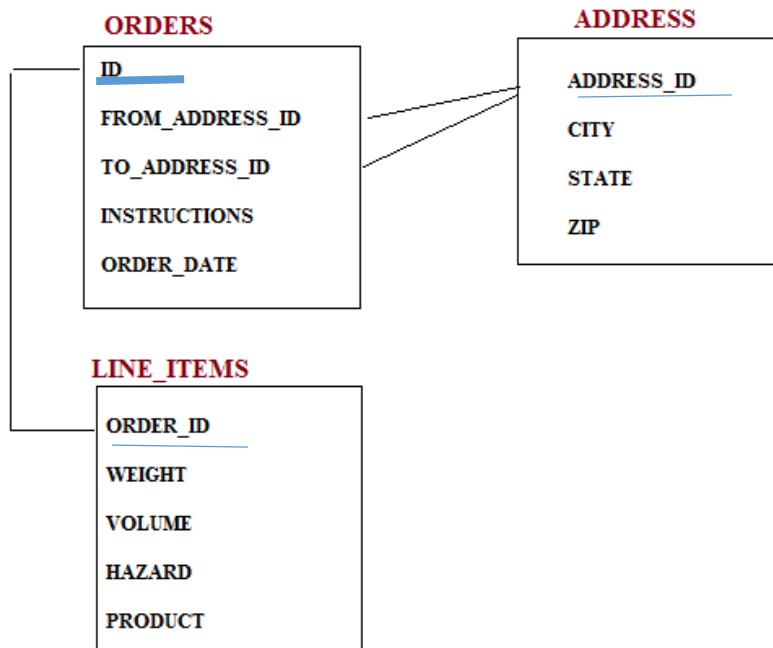 ORDERS
ID
FROM_ADDRESS_ID
TO_ADDRESS_ID
INSTRUCTIONS
ORDER_DATE
ADDRESS
ADDRESS_ID
CITY
STATE
ZIP
LINE_ITEMS
ORDER_ID
WEIGHT
VOLUME
HAZARD
PRODUCT